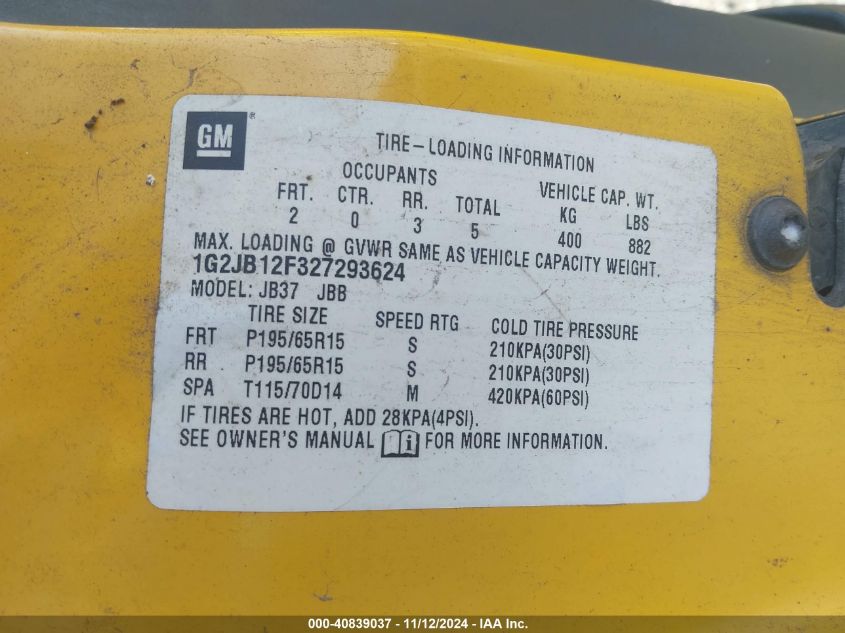 GM ®
TIRE-LOADING INFORMATION
OCCUPANTS VEHICLE CAP. WT.
FRT. CTR. RR. TOTAL KG LBS
2 0 3 5 400 882
MAX. LOADING @ GVWR SAME AS VEHICLE CAPACITY WEIGHT.
1G2JB12F327293624
MODEL: JB37 JBB
TIRE SIZE SPEED RTG COLD TIRE PRESSURE
FRT P195/65R15 S 210KPA(30PSI)
RR P195/65R15 S 210KPA(30PSI)
SPA T115/70D14 M 420KPA(60PSI)
IF TIRES ARE HOT, ADD 28KPA(4PSI).
SEE OWNER'S MANUAL i FOR MORE INFORMATION.
000-40839037 - 11/12/2024 - IAA Inc.